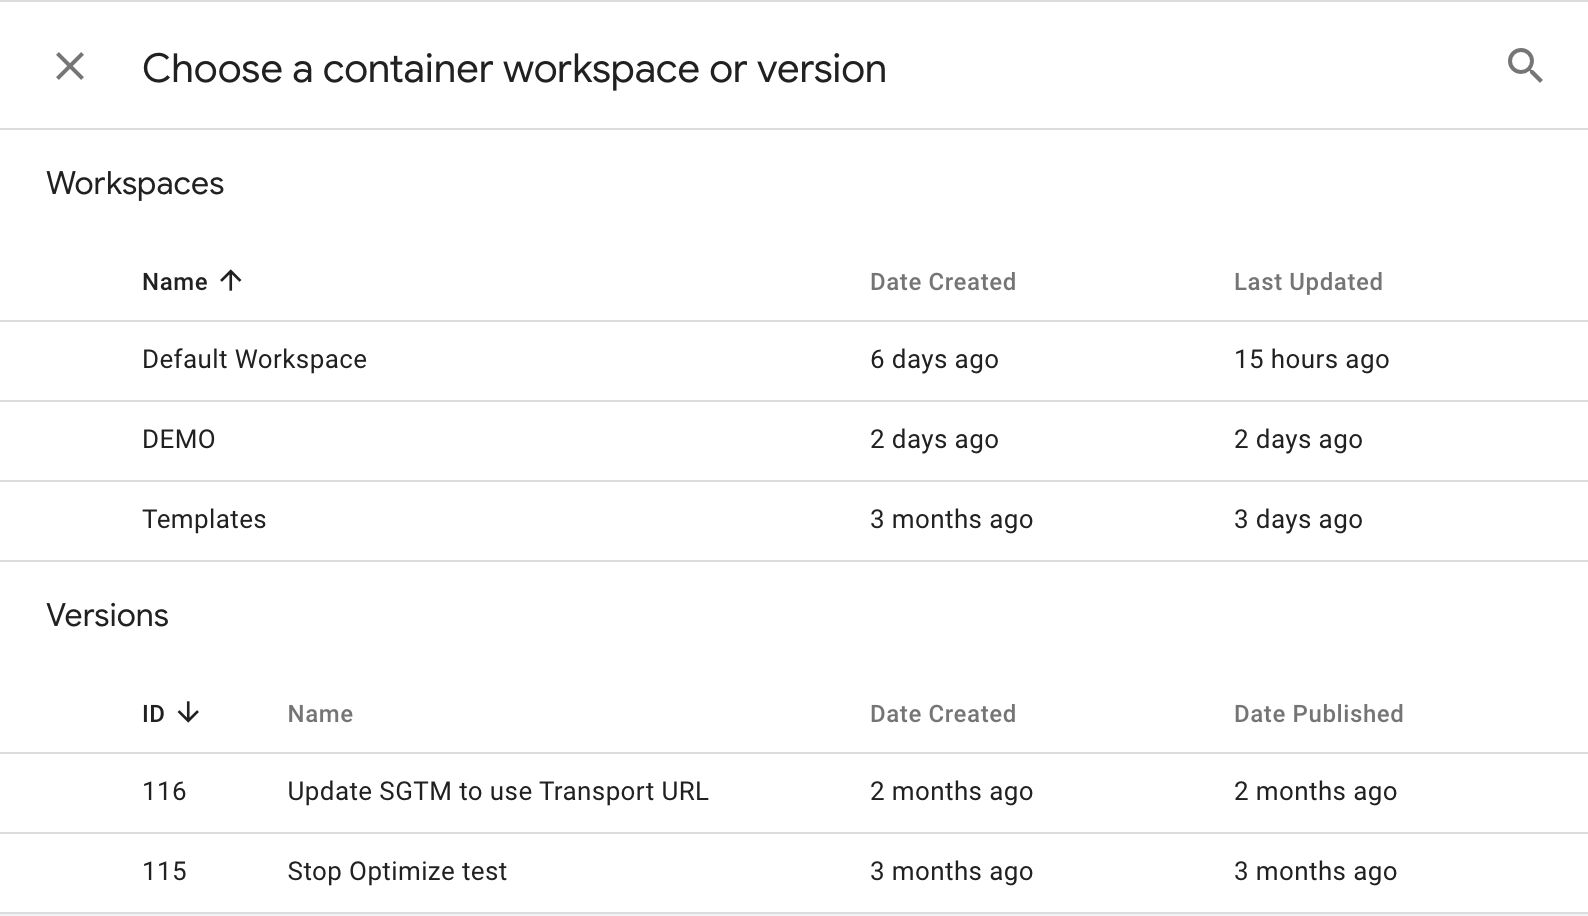 Choose a container workspace or version
Workspaces
Name Date Created Last Updated
Default Workspace 6 days ago 15 hours ago
DEMO 2 days ago 2 days ago
Templates 3 months ago 3 days ago
Versions
ID Name Date Created Date Published
116 Update SGTM to use Transport URL 2 months ago 2 months ago
115 Stop Optimize test 3 months ago 3 months ago